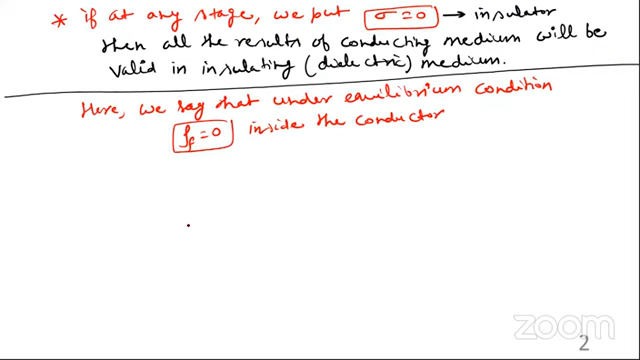 * if at any stage, we put σ=0 → insulator
then all the results of conducting medium will be
valid in insulating (dielectric) medium.
Here, we say that under equilibrium condition
ρf=0 inside the conductor
zoom
2